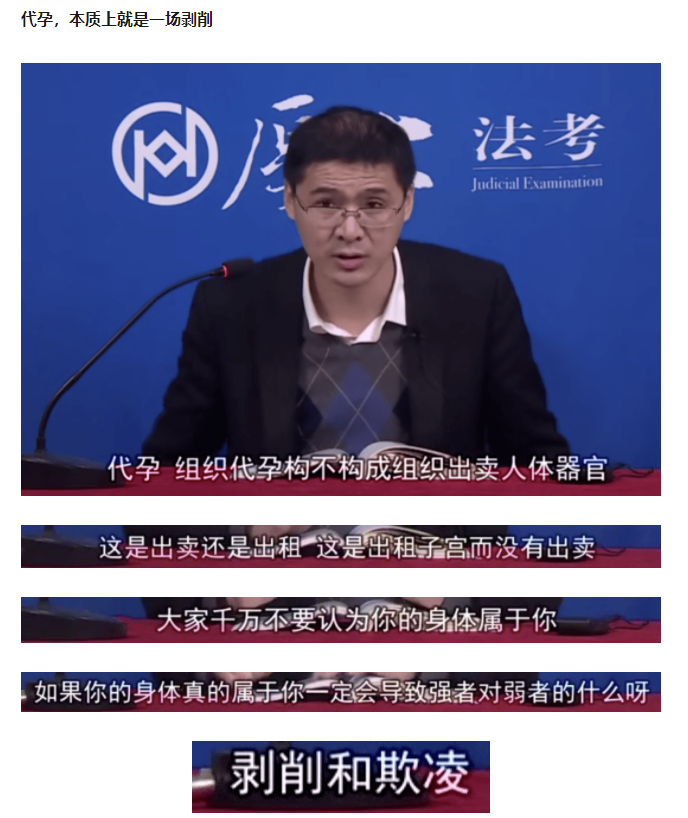 代孕，本质上就是一场剥削
厚大
法考
Judicial Examination
代孕 组织代孕构不构成组织出卖人体器官
这是出卖还是出租 这是出租子宫而没有出卖
大家千万不要认为你的身体属于你
如果你的身体真的属于你一定会导致强者对弱者的什么呀
剥削和欺凌